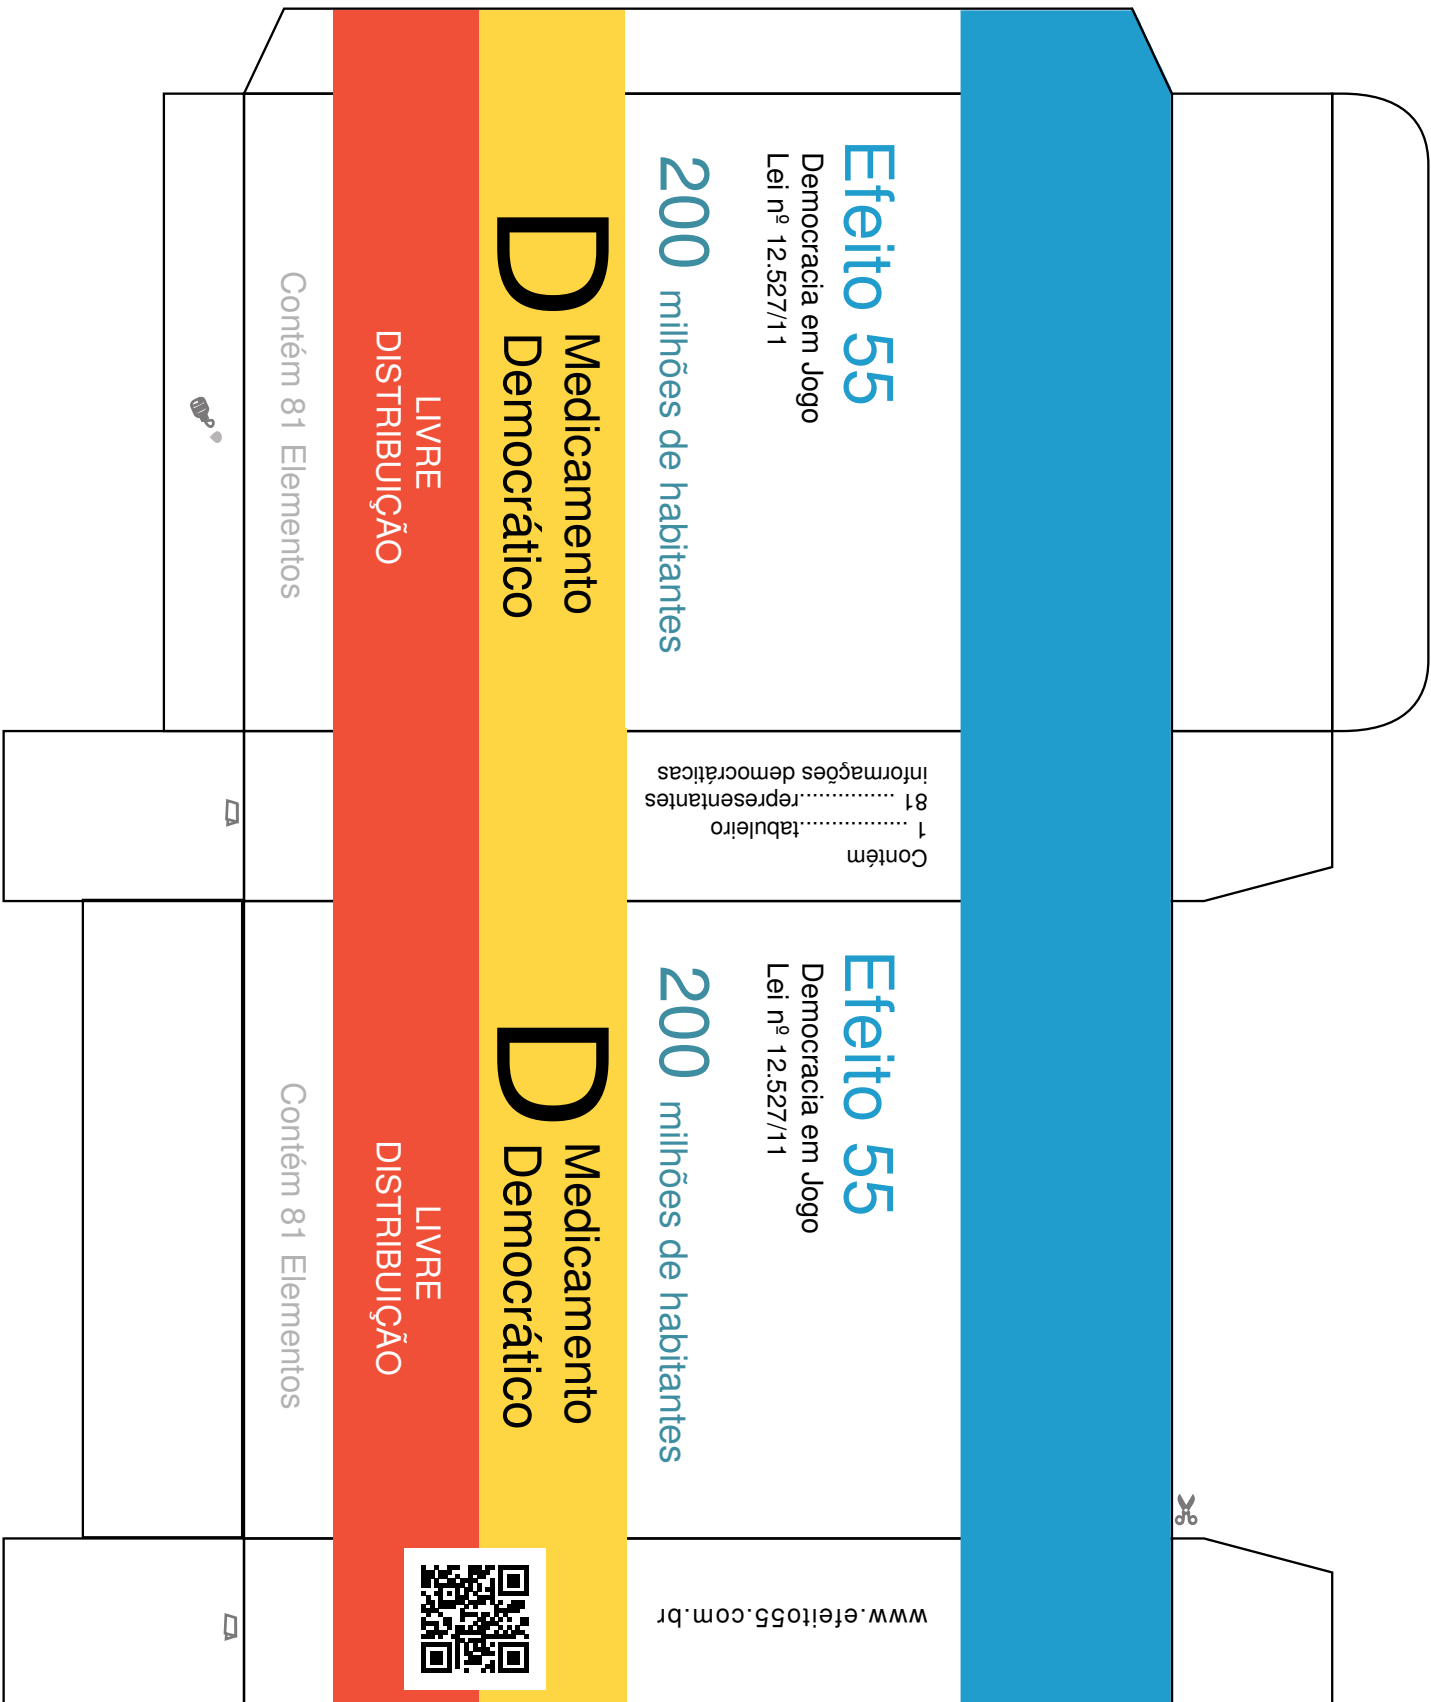 Efeito 55
Democracia em Jogo
Lei nº 12.527/11
200 milhões de habitantes
D Medicamento
Democrático
LIVRE
DISTRIBUIÇÃO
Contém 81 Elementos
Contém
1 .................tabuleiro
81 ...............representantes
informações democráticas
Efeito 55
Democracia em Jogo
Lei nº 12.527/11
200 milhões de habitantes
D Medicamento
Democrático
LIVRE
DISTRIBUIÇÃO
Contém 81 Elementos
www.efeito55.com.br